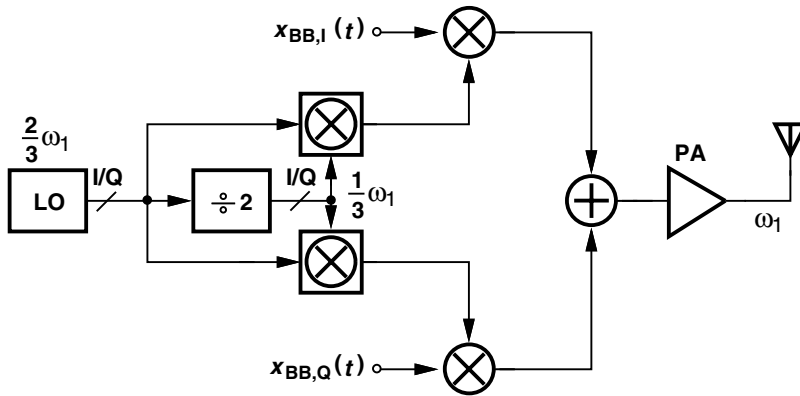 x_BB,I (t)
2/3 ω₁
I/Q
LO
÷ 2
I/Q
1/3 ω₁
PA
ω₁
x_BB,Q (t)